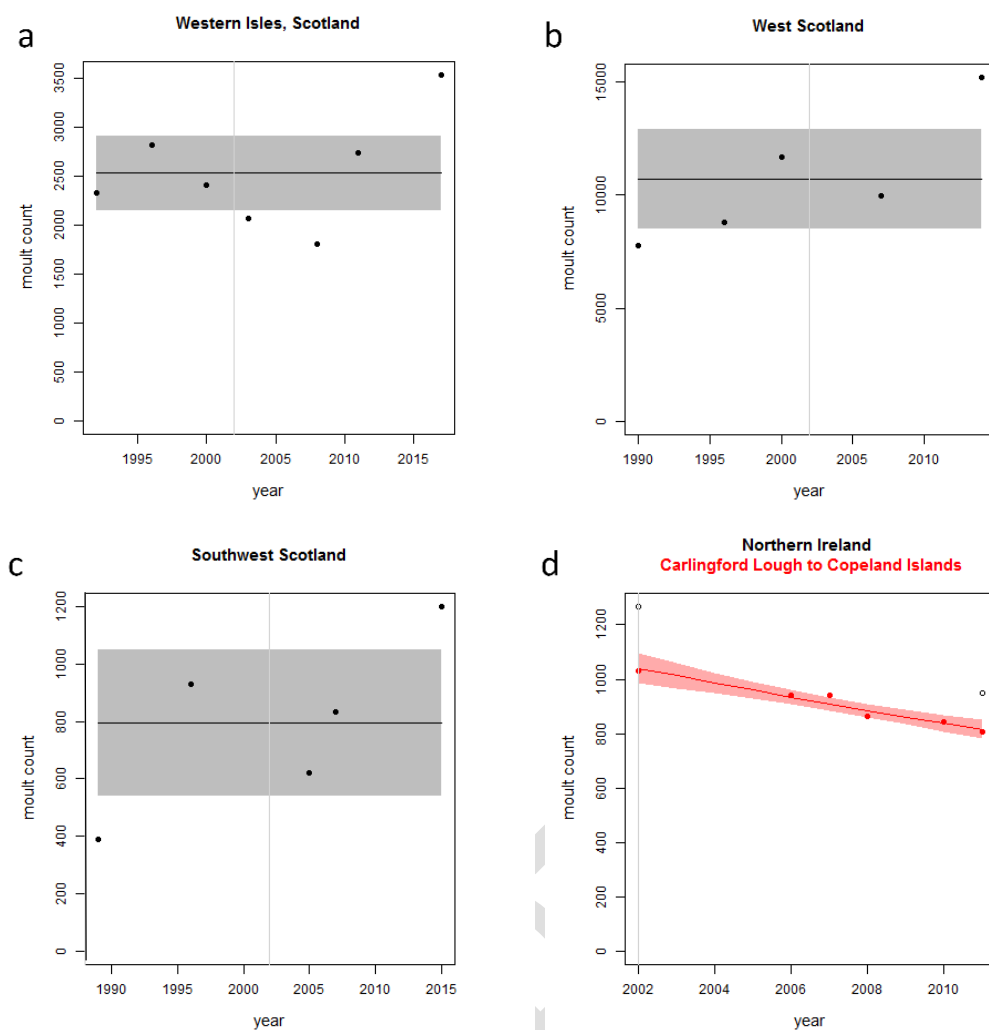 a
Western Isles, Scotland
moult count
3500
3000
2500
2000
1500
1000
500
0
1995 2000 2005 2010 2015
year
b
West Scotland
moult count
15000
10000
5000
0
1990 1995 2000 2005 2010
year
c
Southwest Scotland
moult count
1200
1000
800
600
400
200
0
1990 1995 2000 2005 2010 2015
year
d
Northern Ireland
Carlingford Lough to Copeland Islands
moult count
1200
1000
800
600
400
200
0
2002 2004 2006 2008 2010
year